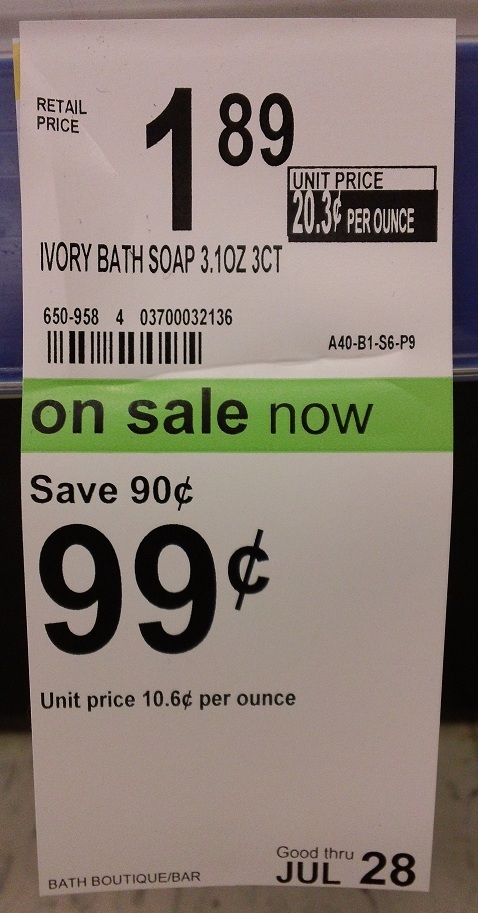 RETAIL
PRICE
1 89
UNIT PRICE
20.3¢ PER OUNCE
IVORY BATH SOAP 3.1OZ 3CT
650-958 4 03700032136
A40-B1-S6-P9
on sale now
Save 90¢
99¢
Unit price 10.6¢ per ounce
Good thru
JUL 28
BATH BOUTIQUE/BAR